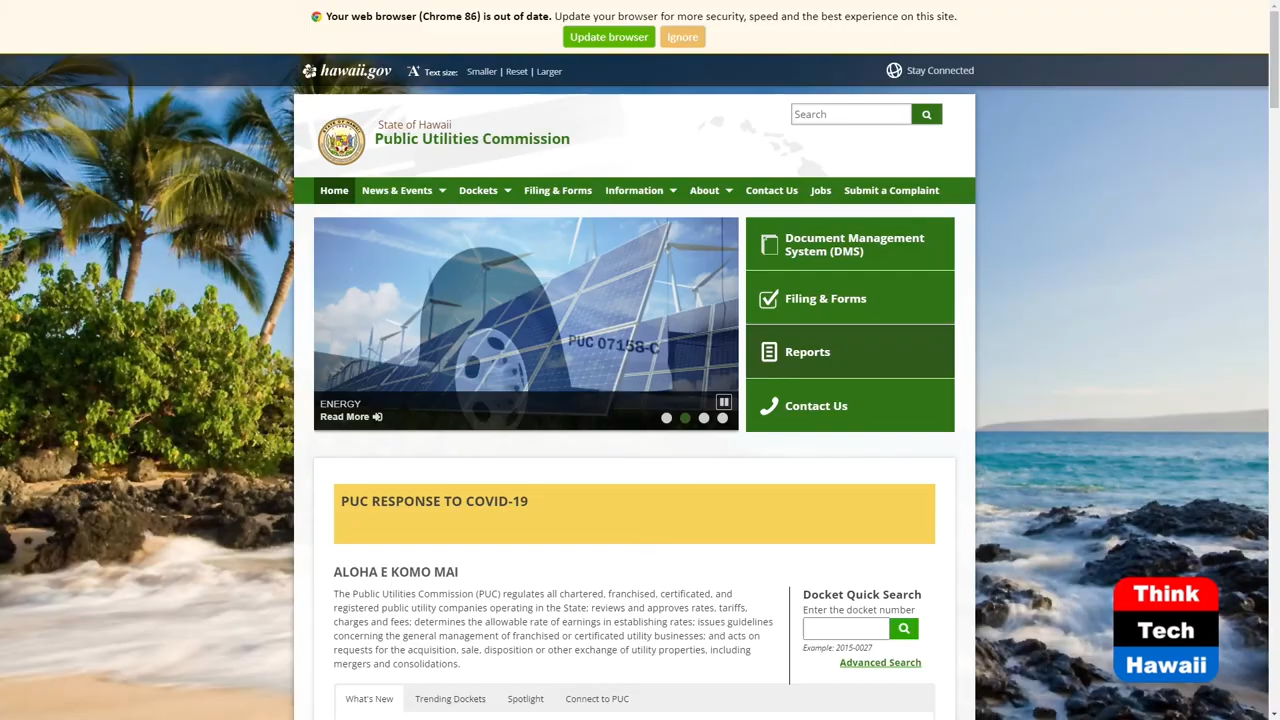 Your web browser (Chrome 86) is out of date. Update your browser for more security, speed and the best experience on this site.
Update browser Ignore
hawaii.gov Text size: Smaller | Reset | Larger Stay Connected
State of Hawaii
Public Utilities Commission
Search
Home News & Events Dockets Filing & Forms Information About Contact Us Jobs Submit a Complaint
PUC 07158-C
ENERGY
Read More
Document Management
System (DMS)
Filing & Forms
Reports
Contact Us
PUC RESPONSE TO COVID-19
ALOHA E KOMO MAI
The Public Utilities Commission (PUC) regulates all chartered, franchised, certificated, and
registered public utility companies operating in the State; reviews and approves rates, tariffs,
charges and fees; determines the allowable rate of earnings in establishing rates; issues guidelines
concerning the general management of franchised or certificated utility businesses; and acts on
requests for the acquisition, sale, disposition or other exchange of utility properties, including
mergers and consolidations.
Docket Quick Search
Enter the docket number
Example: 2015-0027
Advanced Search
What's New Trending Dockets Spotlight Connect to PUC
Think
Tech
Hawaii